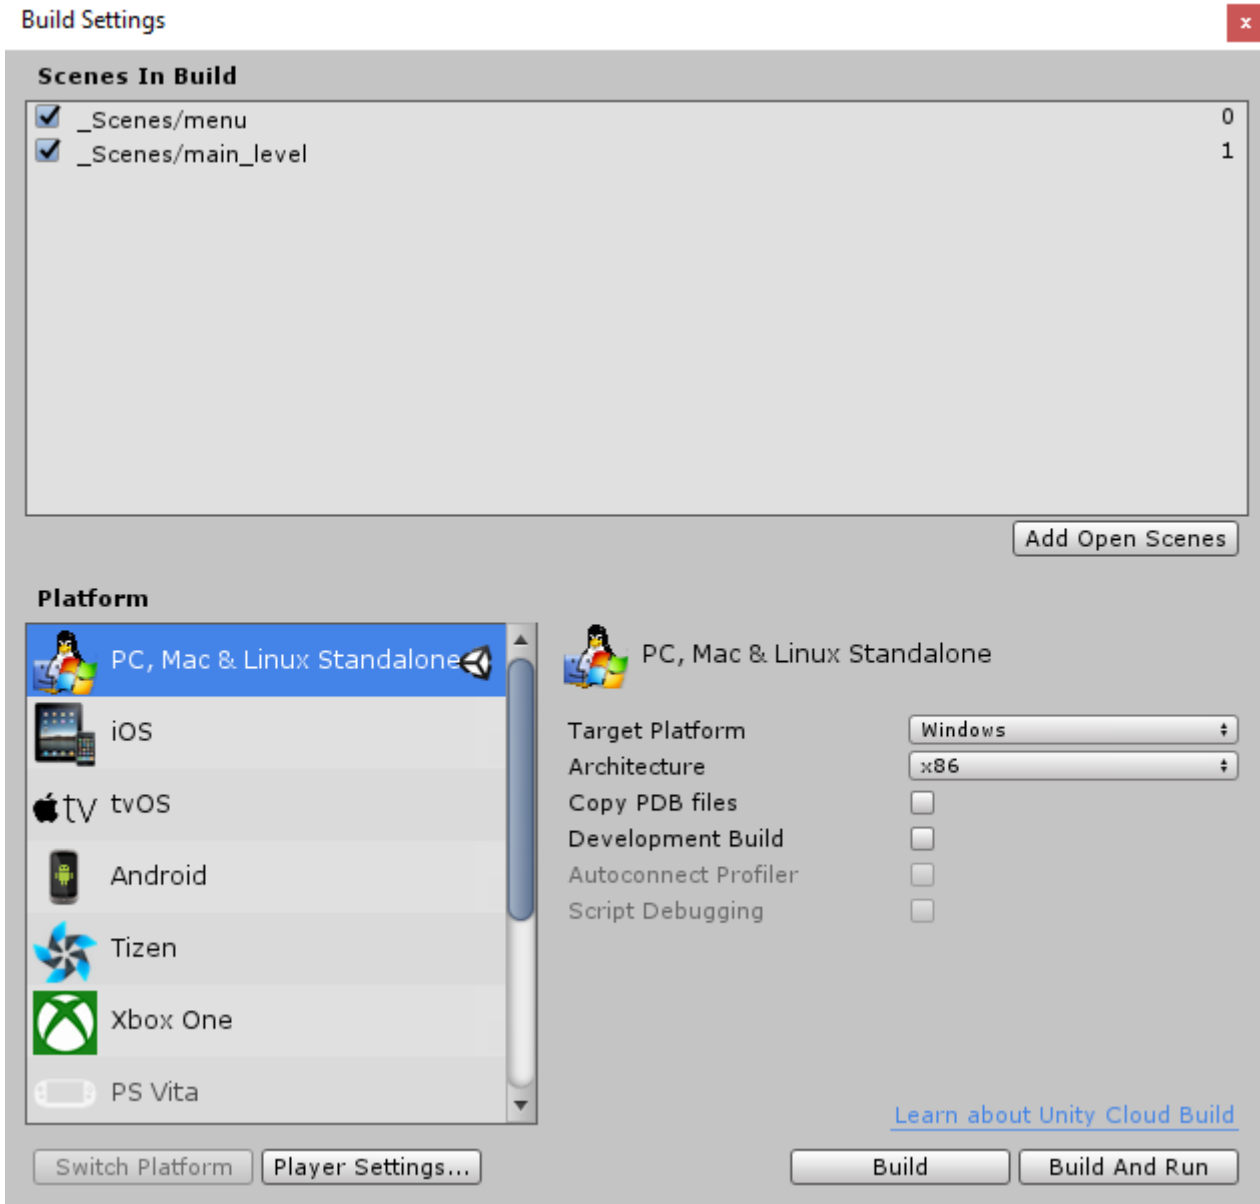 Build Settings
x
Scenes In Build
_Scenes/menu 0
_Scenes/main_level 1
Add Open Scenes
Platform
PC, Mac & Linux Standalone
iOS
tv tvOS
Android
Tizen
Xbox One
PS Vita
PC, Mac & Linux Standalone
Target Platform Windows
Architecture x86
Copy PDB files
Development Build
Autoconnect Profiler
Script Debugging
Learn about Unity Cloud Build
Switch Platform Player Settings... Build Build And Run